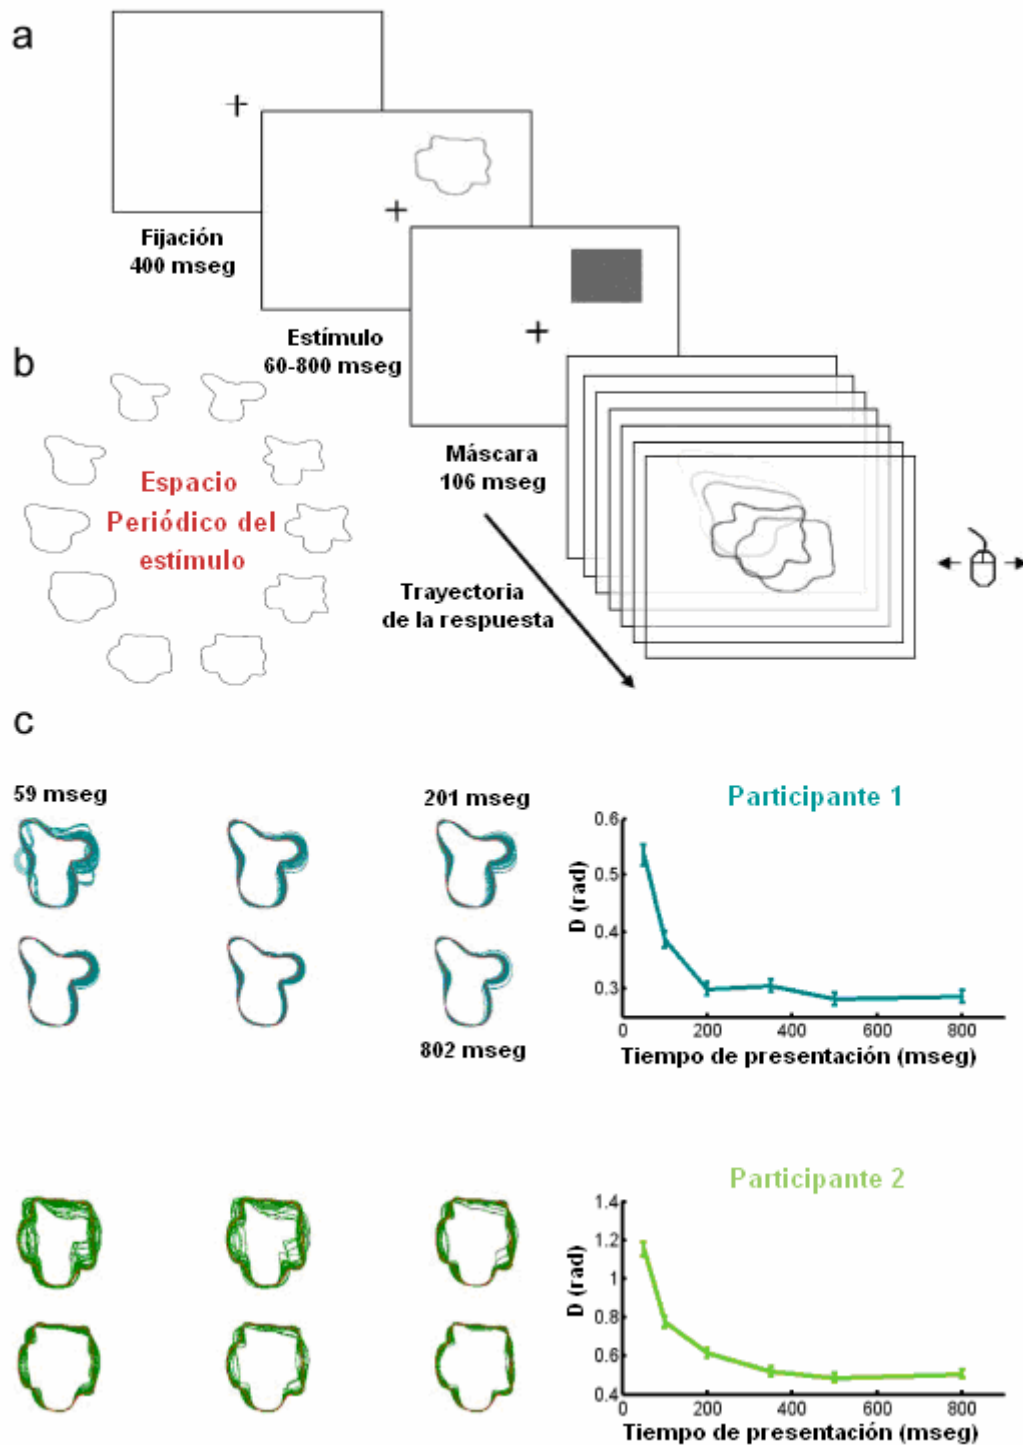 a
Fijación
400 mseg
Estímulo
60-800 mseg
Máscara
106 mseg
Trayectoria
de la respuesta
b
Espacio
Periódico del
estímulo
c
59 mseg
201 mseg
802 mseg
Participante 1
0.6
0.5
0.4
0.3
D (rad)
0 200 400 600 800
Tiempo de presentación (mseg)
Participante 2
1.4
1.2
1
0.8
0.6
0.4
D (rad)
0 200 400 600 800
Tiempo de presentación (mseg)